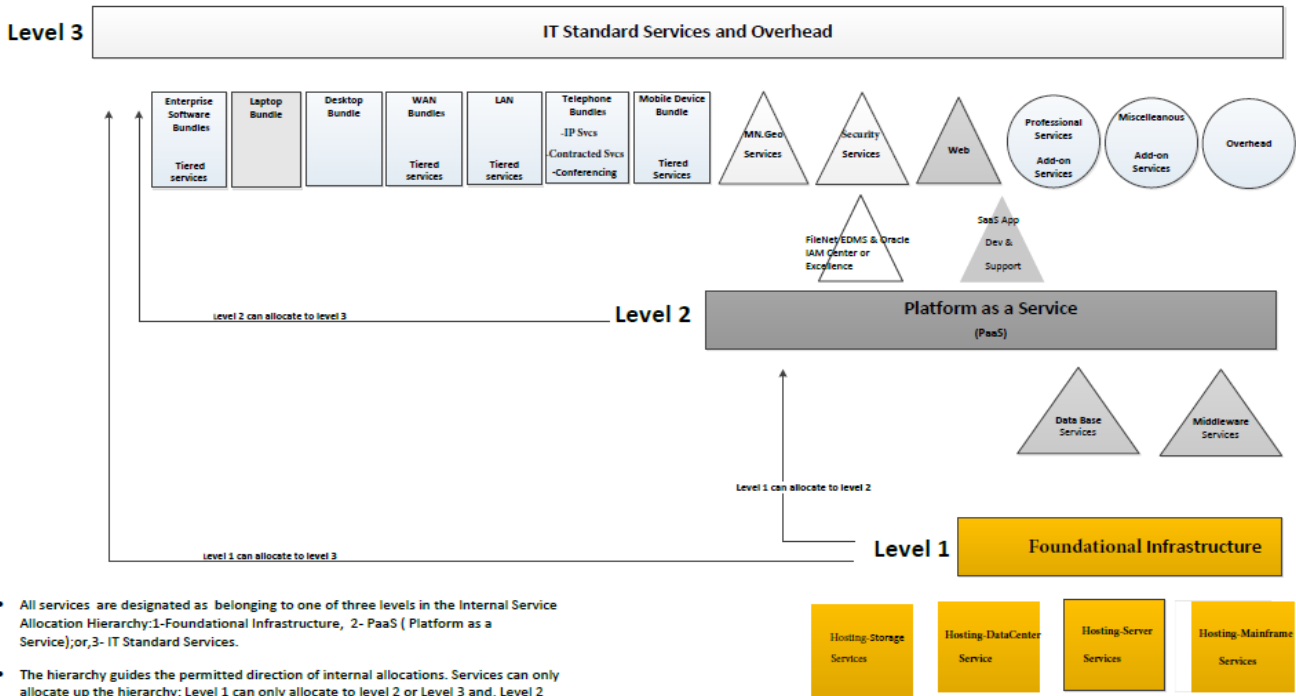 Level 3
IT Standard Services and Overhead
Enterprise
Software
Bundles
Tiered
services
Laptop
Bundle
Desktop
Bundle
WAN
Bundles
Tiered
services
LAN
Tiered
services
Telephone
Bundles
-IP Svcs
-Contracted Svcs
-Conferencing
Mobile Device
Bundle
Tiered
Services
MN.Geo
Services
Security
Services
Web
Professional
Services
Add-on
Services
Miscelleanous
Add-on
Services
Overhead
FileNet EDMS & Oracle
IAM Center or
Excellence
SaaS App
Dev &
Support
Level 2
Platform as a Service
(PaaS)
Level 2 can allocate to level 3
Data Base
Services
Middleware
Services
Level 1 can allocate to level 2
Level 1
Foundational Infrastructure
Level 1 can allocate to level 3
• All services are designated as belonging to one of three levels in the Internal Service
Allocation Hierarchy:1-Foundational Infrastructure, 2- PaaS ( Platform as a
Service);or,3- IT Standard Services.
• The hierarchy guides the permitted direction of internal allocations. Services can only
allocate up the hierarchy: Level 1 can only allocate to level 2 or Level 3 and, Level 2
Hosting-Storage
Services
Hosting-DataCenter
Service
Hosting-Server
Services
Hosting-Mainframe
Services